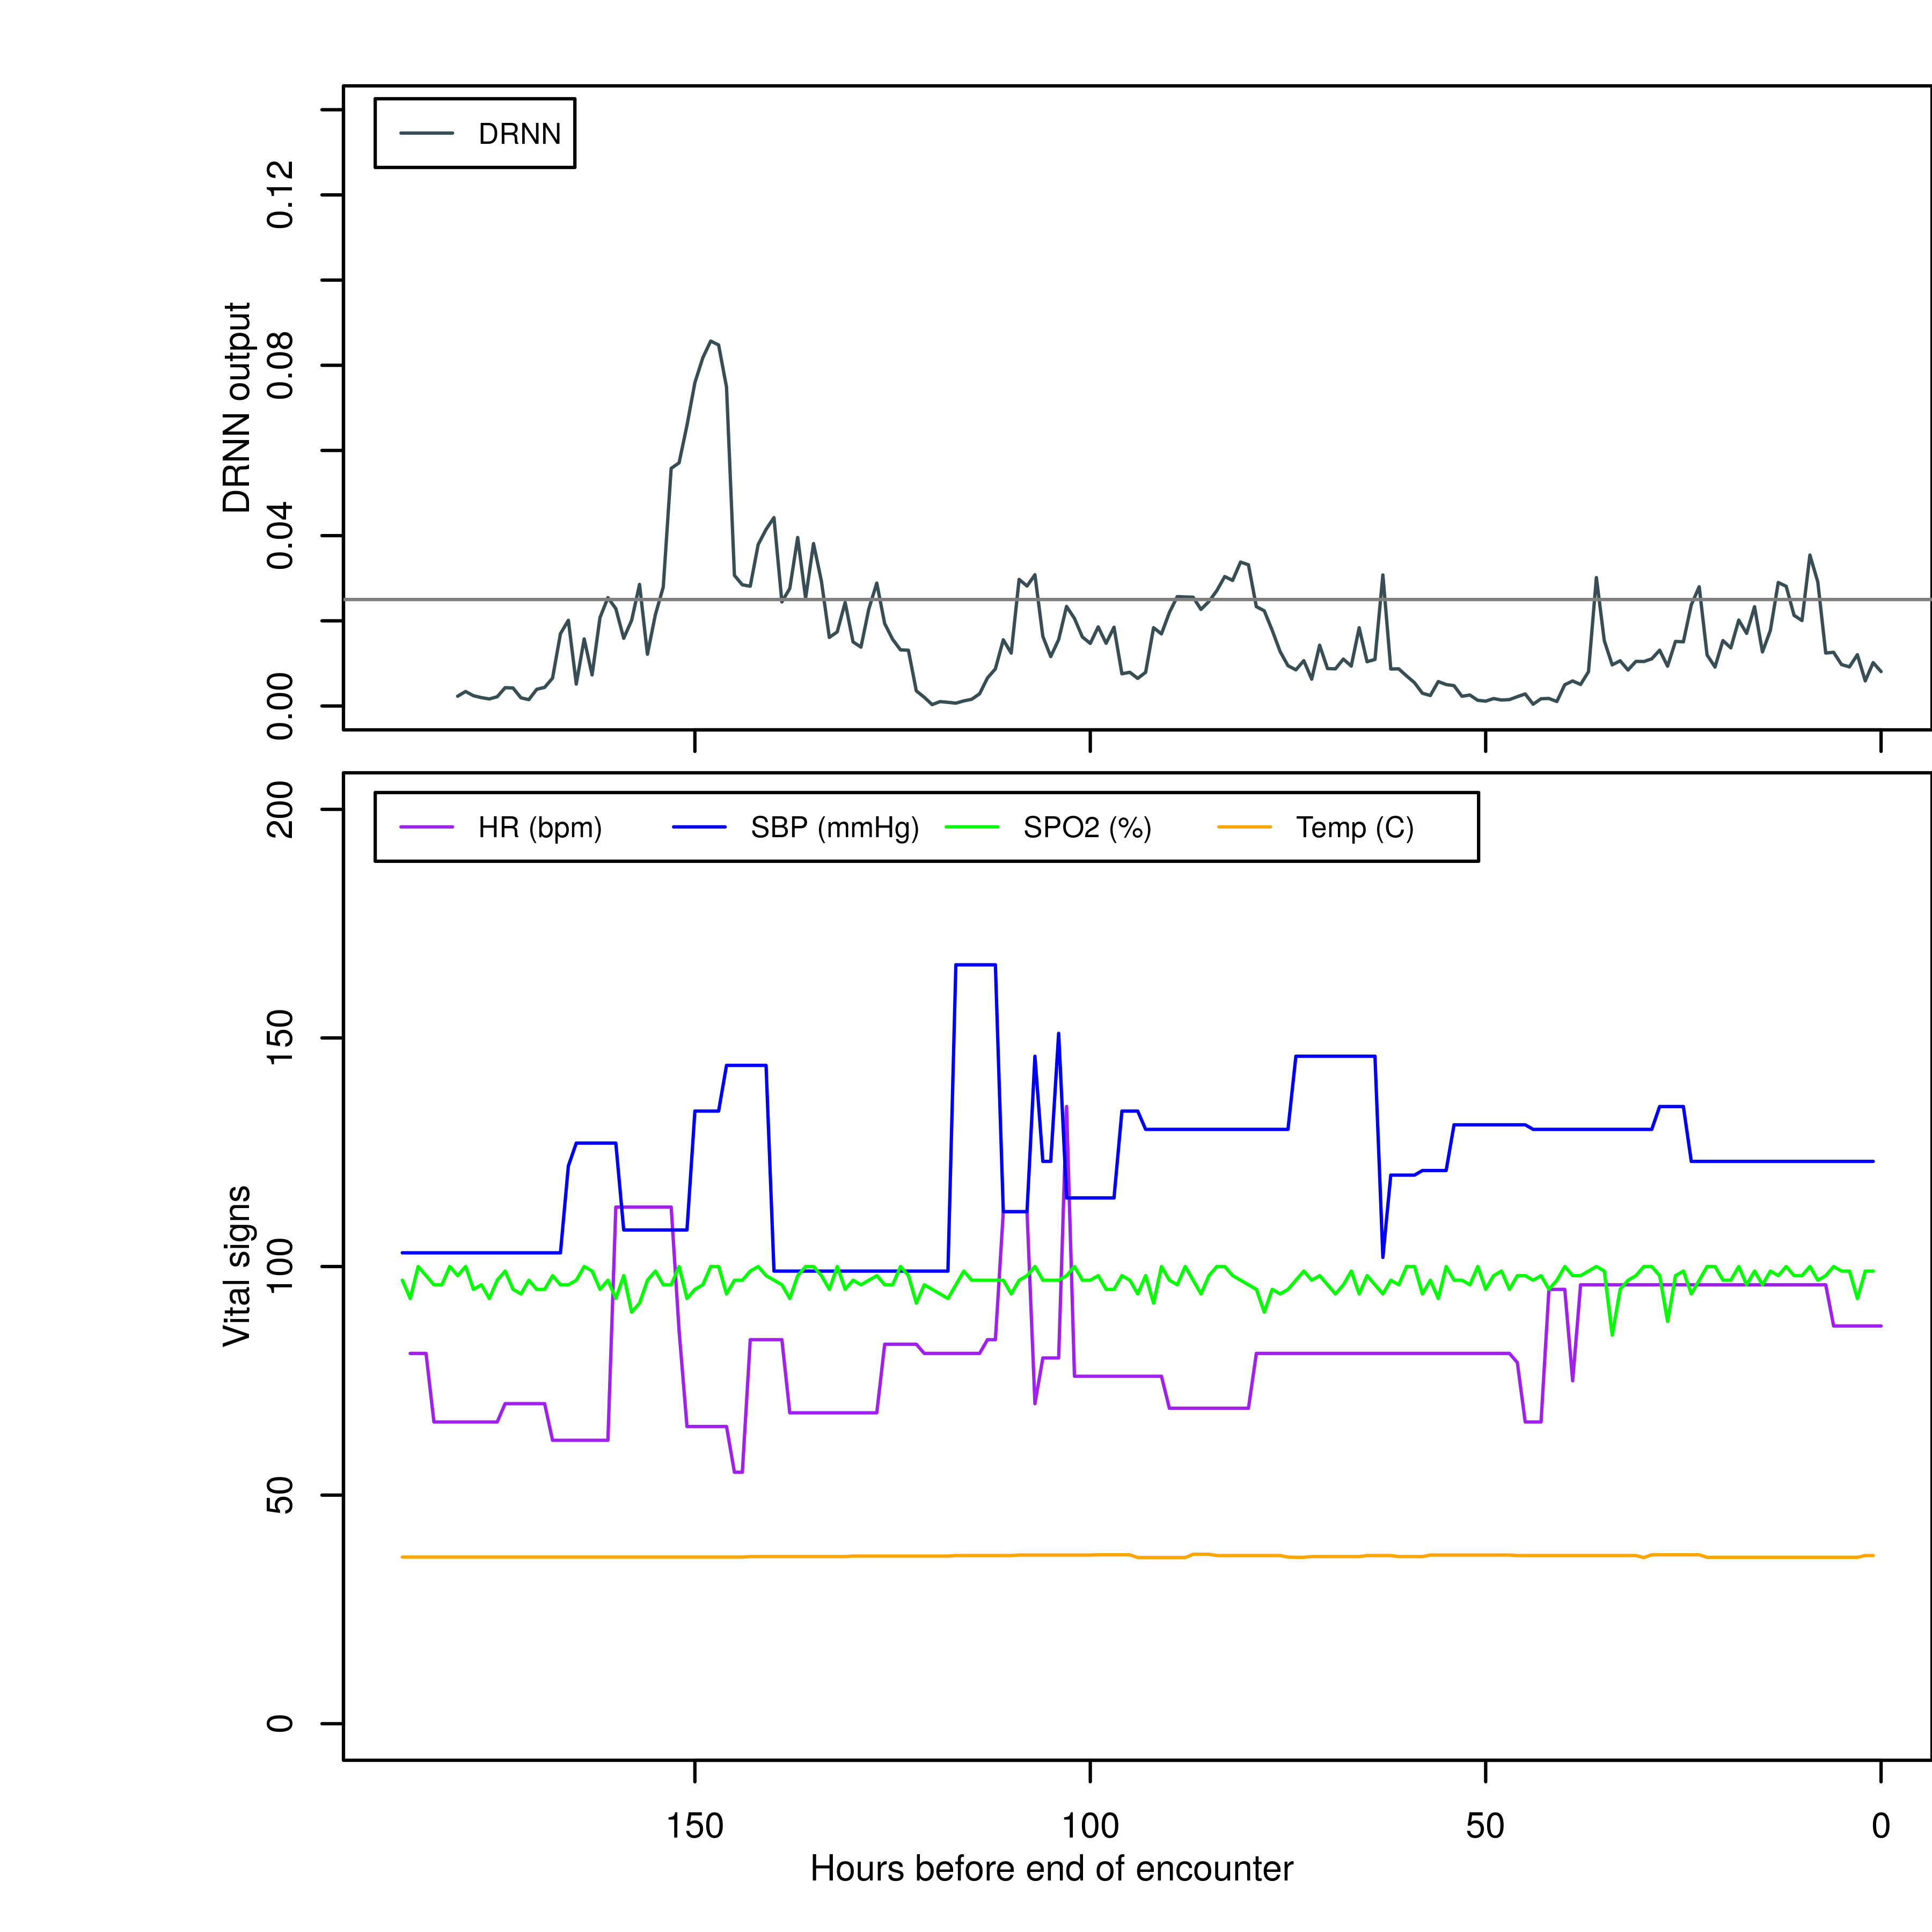 DRNN
DRNN output
0.00
0.04
0.08
0.12
HR (bpm) SBP (mmHg) SPO2 (%) Temp (C)
Vital signs
0
50
100
150
200
150 100 50 0
Hours before end of encounter